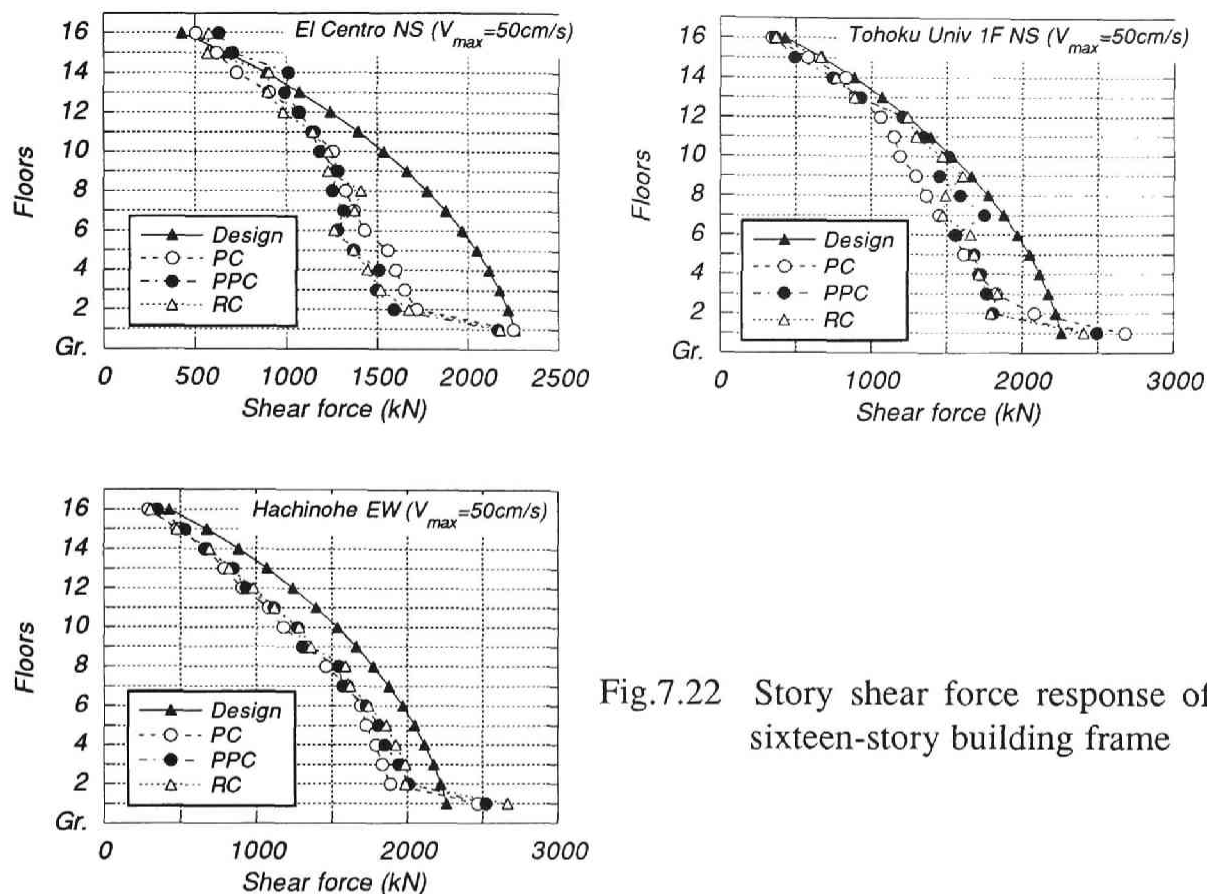 El Centro NS (Vmax=50cm/s)
16
14
12
10
8
6
4
2
Gr.
Floors
Design
PC
PPC
RC
0 500 1000 1500 2000 2500
Shear force (kN)
Tohoku Univ 1F NS (Vmax=50cm/s)
16
14
12
10
8
6
4
2
Gr.
Floors
Design
PC
PPC
RC
0 1000 2000 3000
Shear force (kN)
Hachinohe EW (Vmax=50cm/s)
16
14
12
10
8
6
4
2
Gr.
Floors
Design
PC
PPC
RC
0 1000 2000 3000
Shear force (kN)
Fig.7.22 Story shear force response of
sixteen-story building frame